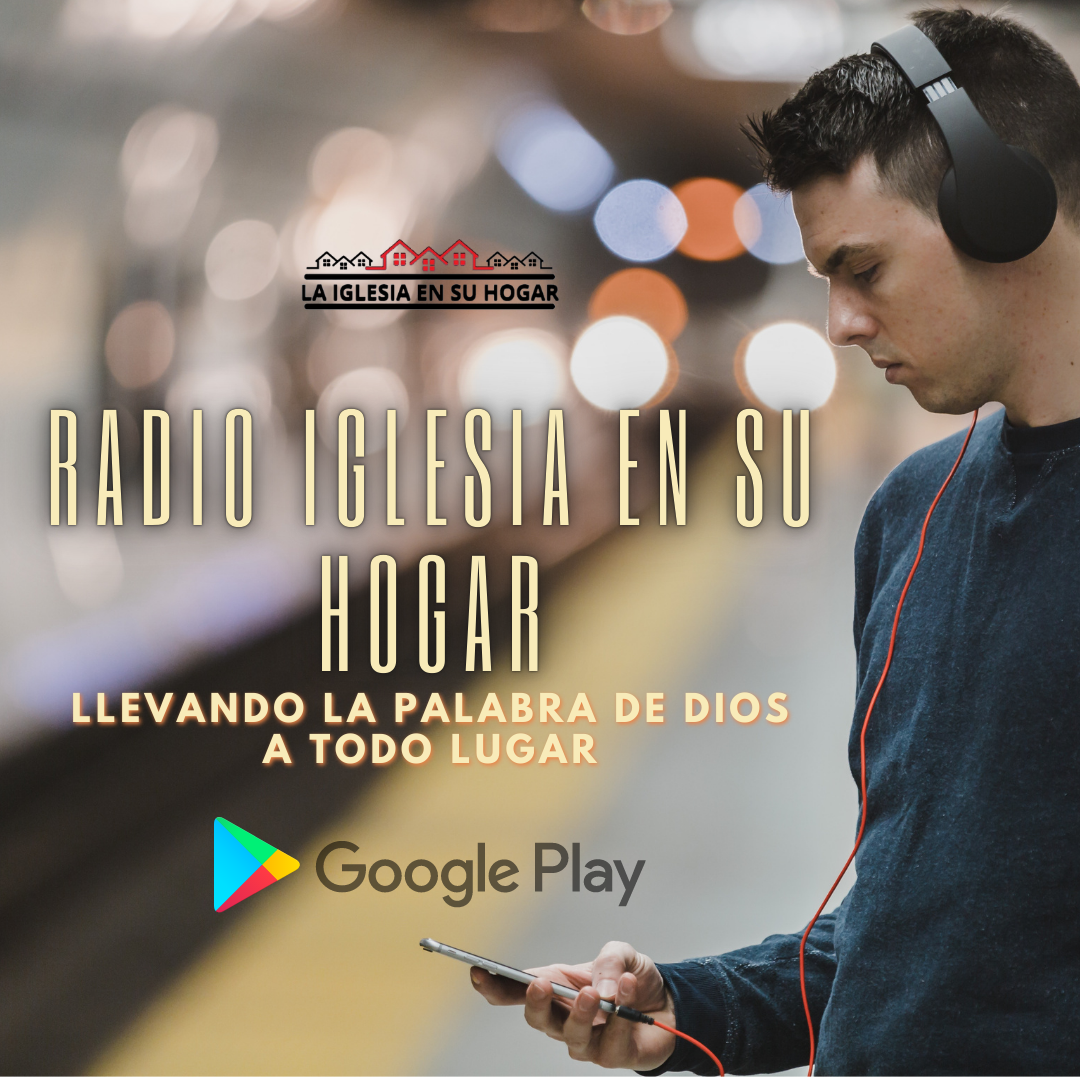 LA IGLESIA EN SU HOGAR
RADIO IGLESIA EN SU
HOGAR
LLEVANDO LA PALABRA DE DIOS
A TODO LUGAR
Google Play